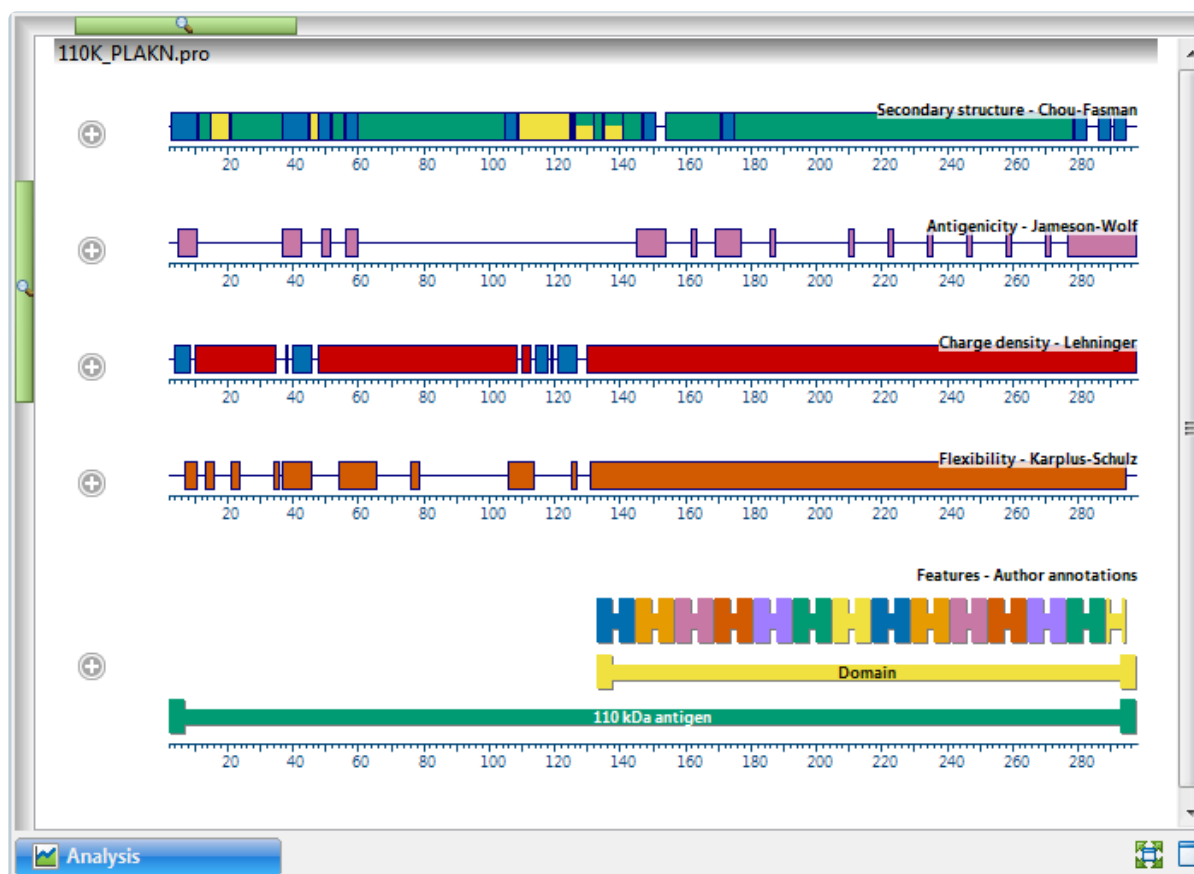 110K_PLAKN.pro
Secondary structure - Chou-Fasman
20 40 60 80 100 120 140 160 180 200 220 240 260 280
Antigenicity - Jameson-Wolf
20 40 60 80 100 120 140 160 180 200 220 240 260 280
Charge density - Lehninger
20 40 60 80 100 120 140 160 180 200 220 240 260 280
Flexibility - Karplus-Schulz
20 40 60 80 100 120 140 160 180 200 220 240 260 280
Features - Author annotations
Domain
110 kDa antigen
20 40 60 80 100 120 140 160 180 200 220 240 260 280
Analysis